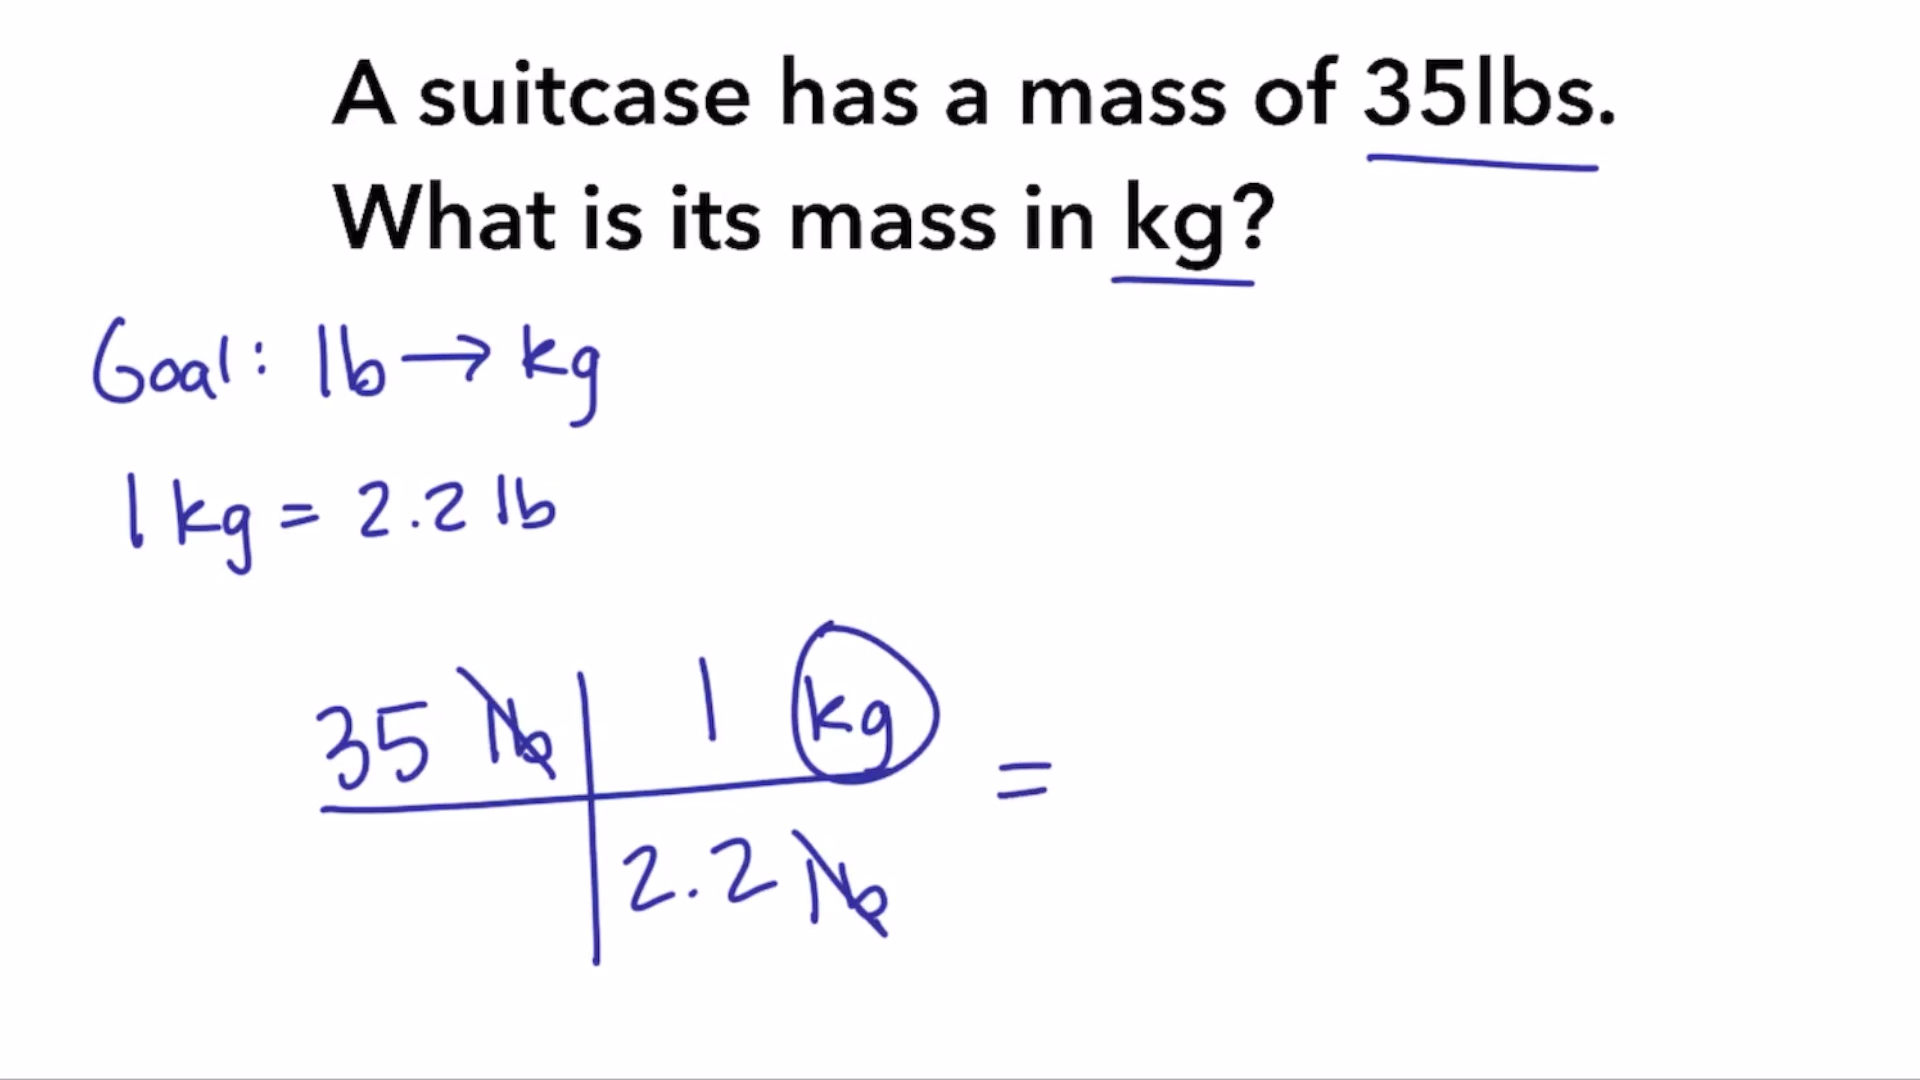 A suitcase has a mass of 35lbs.
What is its mass in kg?
Goal: lb → kg
1 kg = 2.2 lb
35 lb | 1 kg =
2.2 lb